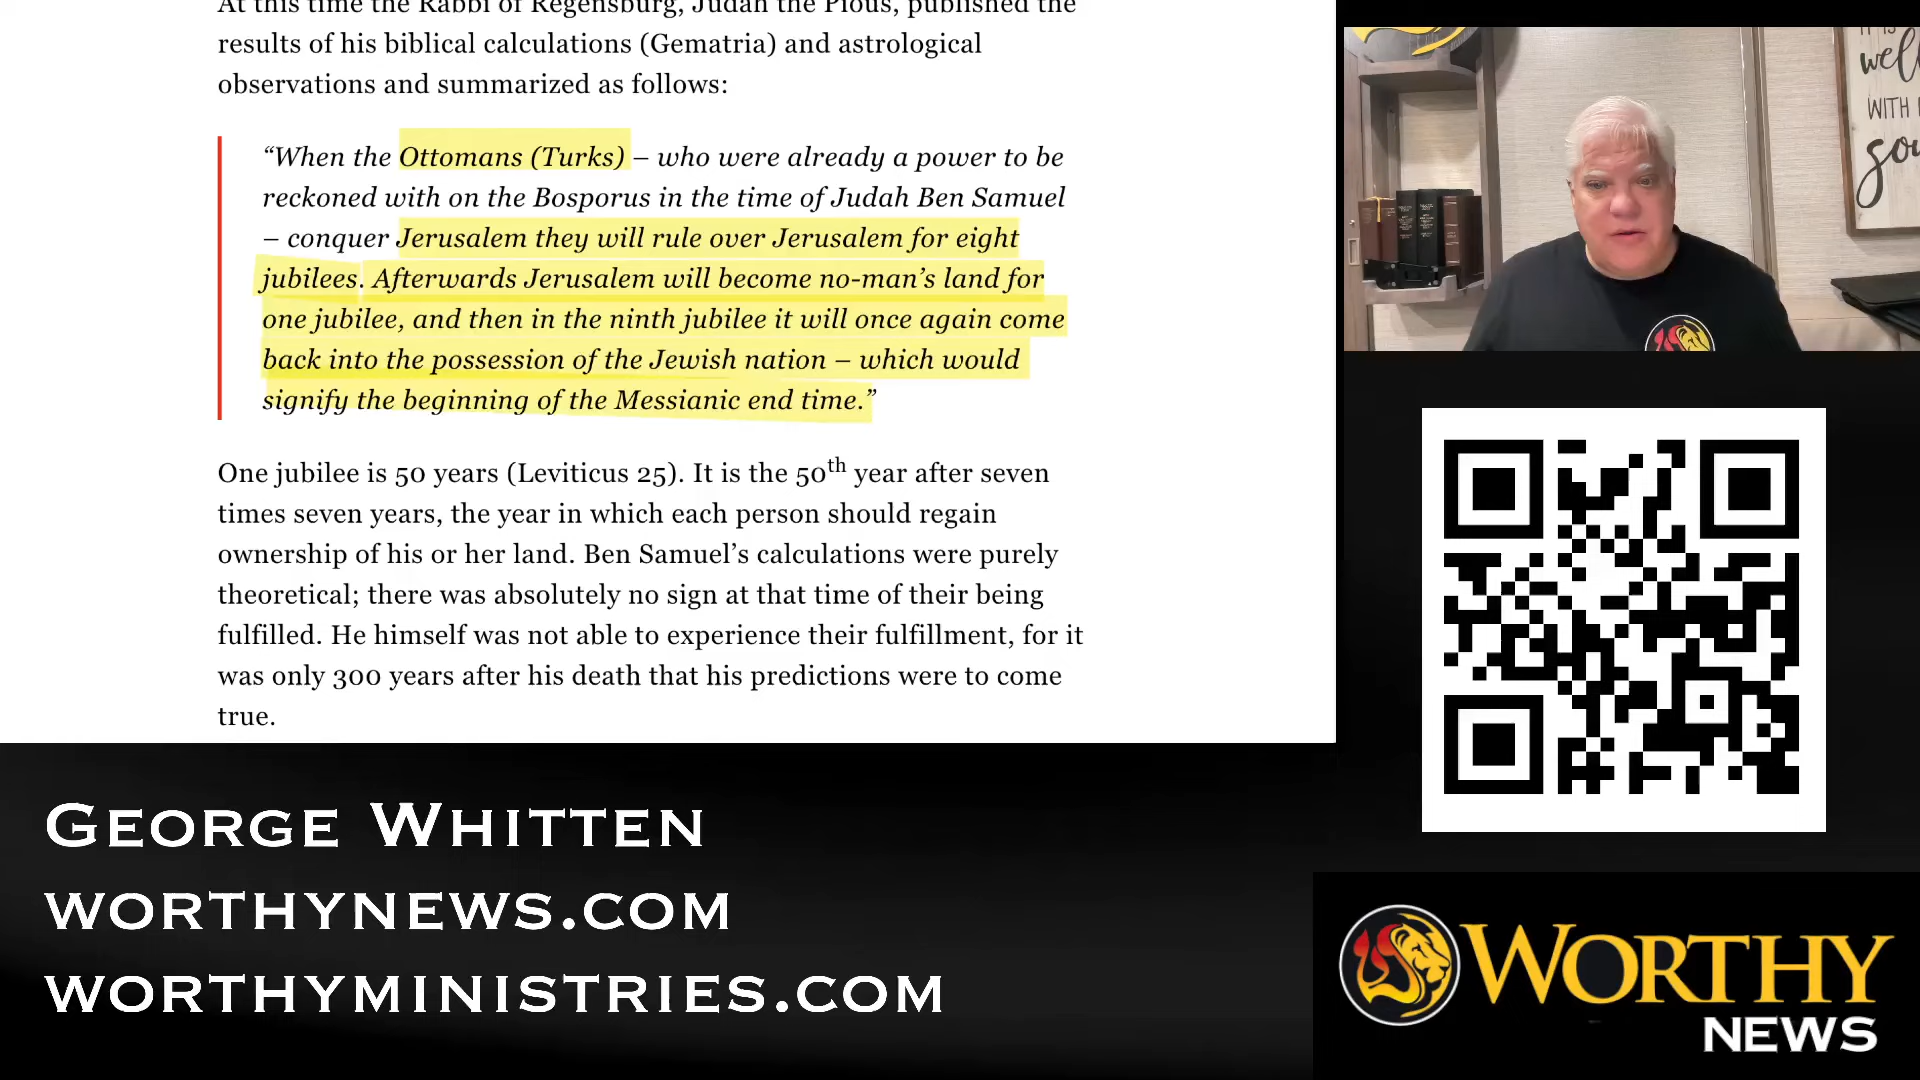 At this time the Rabbi of Regensburg, Judah the Pious, published the
results of his biblical calculations (Gematria) and astrological
observations and summarized as follows:
“When the Ottomans (Turks) – who were already a power to be
reckoned with on the Bosporus in the time of Judah Ben Samuel
– conquer Jerusalem they will rule over Jerusalem for eight
jubilees. Afterwards Jerusalem will become no-man’s land for
one jubilee, and then in the ninth jubilee it will once again come
back into the possession of the Jewish nation – which would
signify the beginning of the Messianic end time.”
One jubilee is 50 years (Leviticus 25). It is the 50th year after seven
times seven years, the year in which each person should regain
ownership of his or her land. Ben Samuel’s calculations were purely
theoretical; there was absolutely no sign at that time of their being
fulfilled. He himself was not able to experience their fulfillment, for it
was only 300 years after his death that his predictions were to come
true.
well
WITH
GEORGE WHITTEN
WORTHYNEWS.COM
WORTHYMINISTRIES.COM
WORTHY
NEWS